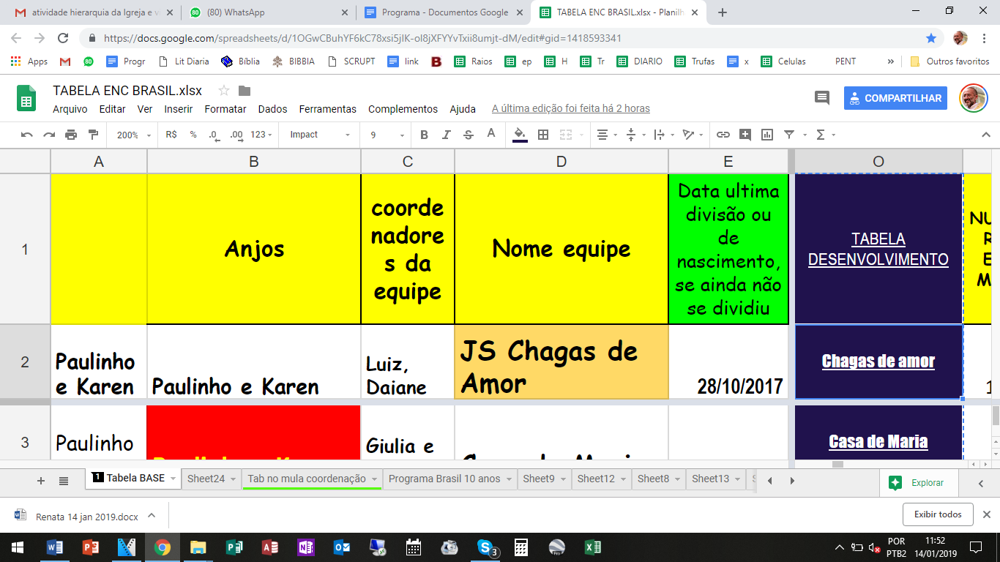 atividade hierarquia da Igreja e v
(80) WhatsApp
Programa - Documentos Google
TABELA ENC BRASIL.xlsx - Planilh
https://docs.google.com/spreadsheets/d/1OGwCBuhYF6kC78xsi5jIK-oI8jXFYYvTxii8umjt-dM/edit#gid=1418593341
Apps
80
Progr
Lit Diaria
Bíblia
BIBBIA
SCRUPT
link
B
Raios
ep
H
Tr
DIARIO
Trufas
x
Celulas
PENT
»
Outros favoritos
TABELA ENC BRASIL.xlsx
Arquivo Editar Ver Inserir Formatar Dados Ferramentas Complementos Ajuda
A última edição foi feita há 2 horas
COMPARTILHAR
200% R$ % .0 .00 123 Impact 9 B I S A Σ
A B C D E O
1
Anjos
coorde
nadore
s da
equipe
Nome equipe
Data ultima
divisão ou
de
nascimento,
se ainda não
se dividiu
TABELA
DESENVOLVIMENTO
NU
R
E
M
2
Paulinho
e Karen
Paulinho e Karen
Luiz,
Daiane
JS Chagas de
Amor
28/10/2017
Chagas de amor
1
3
Paulinho
Giulia e
Casa de Maria
1 Tabela BASE
Sheet24
Tab no mula coordenação
Programa Brasil 10 anos
Sheet9
Sheet12
Sheet8
Sheet13
Explorar
Renata 14 jan 2019.docx
Exibir todos
3
POR
PTB2
11:52
14/01/2019